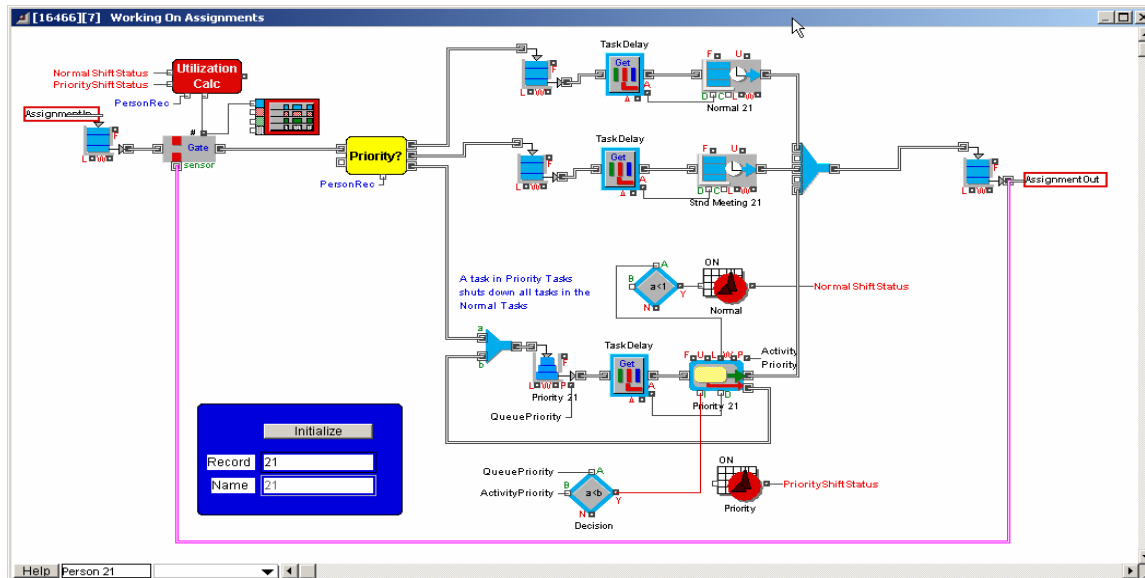 [16466][7] Working On Assignments
TaskDelay
F U
Get
F
L W
A
A
D C L W
Normal 21
NormalShiftStatus
PriorityShiftStatus
Utilization
Calc
PersonRec
AssignmentIn
F
L W
#
Gate
sensor
Priority?
PersonRec
TaskDelay
F U
Get
F
L W
A
A
D C L W
Stnd Meeting 21
F
L W
AssignmentOut
A task in Priority Tasks
shuts down all tasks in the
Normal Tasks
A
B
a<1
Y
N
ON
Normal
NormalShiftStatus
a
b
F
L W P
Priority 21
QueuePriority
TaskDelay
Get
A
A
F U L W P
Activity
Priority
I D
Priority 21
Initialize
Record 21
Name 21
QueuePriority
A
B
ActivityPriority
a<b
Y
N
Decision
ON
Priority
PriorityShiftStatus
Help Person 21